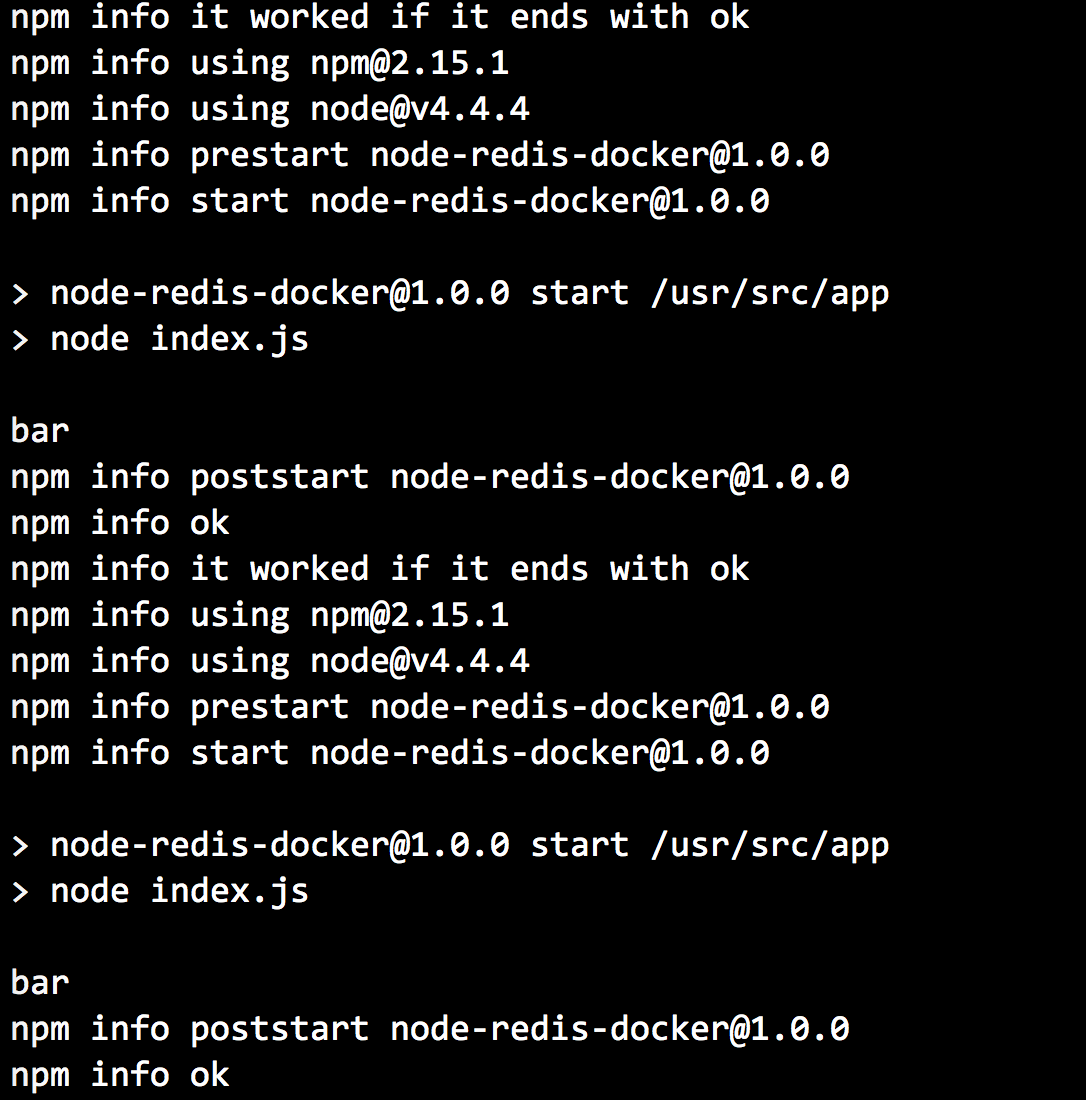 npm info it worked if it ends with ok
npm info using npm@2.15.1
npm info using node@v4.4.4
npm info prestart node-redis-docker@1.0.0
npm info start node-redis-docker@1.0.0
> node-redis-docker@1.0.0 start /usr/src/app
> node index.js
bar
npm info poststart node-redis-docker@1.0.0
npm info ok
npm info it worked if it ends with ok
npm info using npm@2.15.1
npm info using node@v4.4.4
npm info prestart node-redis-docker@1.0.0
npm info start node-redis-docker@1.0.0
> node-redis-docker@1.0.0 start /usr/src/app
> node index.js
bar
npm info poststart node-redis-docker@1.0.0
npm info ok